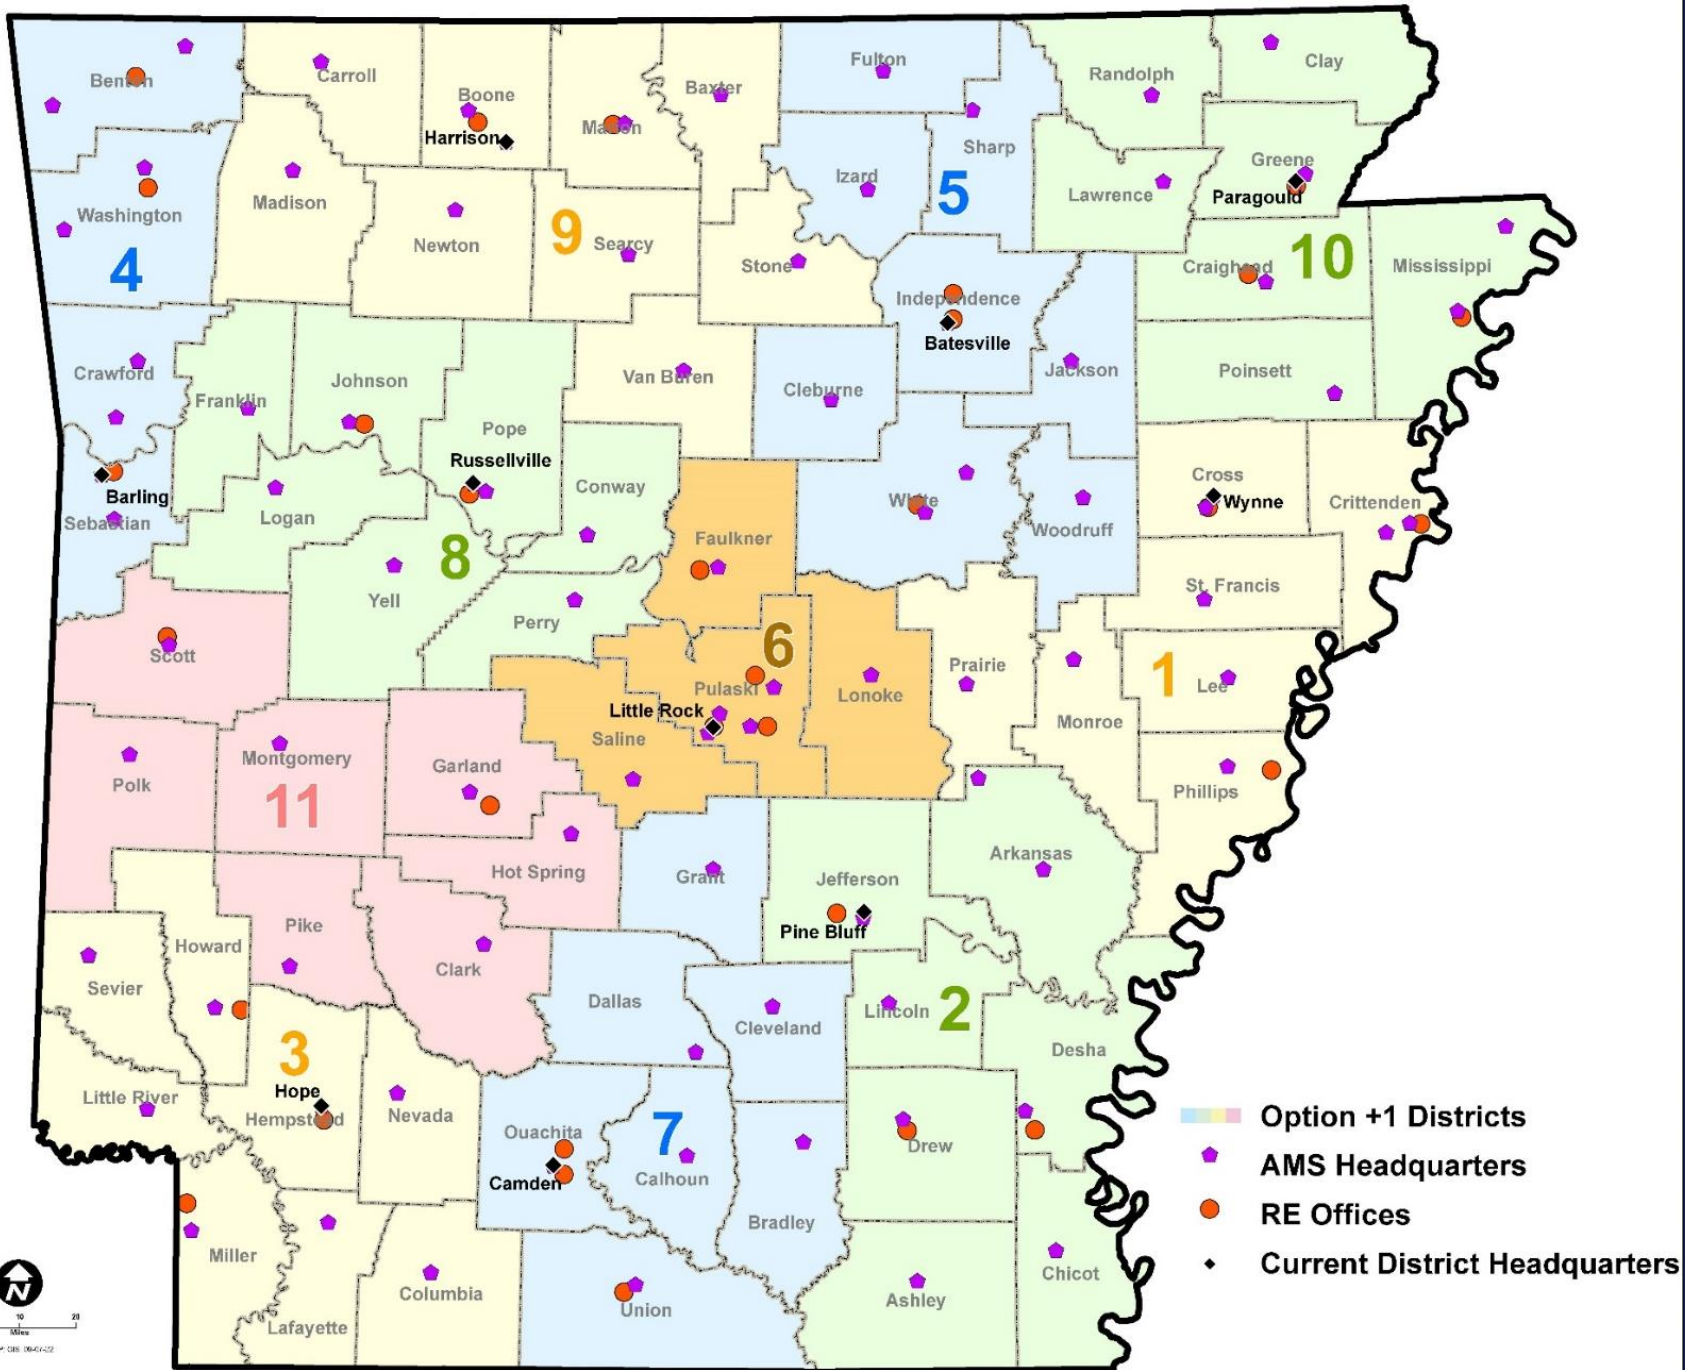 Benton
Carroll
Boone
Harrison
Marion
Baxter
Fulton
Sharp
Randolph
Clay
Izard
5
Lawrence
Greene
Paragould
Washington
4
Madison
Newton
9
Searcy
Stone
Independence
Batesville
Craighead
10
Mississippi
Crawford
Franklin
Johnson
Pope
Russellville
Van Buren
Cleburne
Jackson
Poinsett
Barling
Sebastian
Logan
8
Conway
Faulkner
White
Woodruff
Cross
Wynne
Crittenden
Yell
Perry
St. Francis
Scott
6
Pulaski
Little Rock
Saline
Lonoke
Prairie
Monroe
1
Lee
Polk
Montgomery
11
Garland
Phillips
Hot Spring
Grant
Jefferson
Pine Bluff
Arkansas
Howard
Pike
Clark
Sevier
Dallas
Cleveland
Lincoln
2
Desha
3
Hope
Hempstead
Little River
Nevada
Ouachita
Camden
7
Calhoun
Bradley
Drew
Miller
Lafayette
Columbia
Union
Ashley
Chicot
Option +1 Districts
AMS Headquarters
RE Offices
Current District Headquarters
N
10 20
Miles